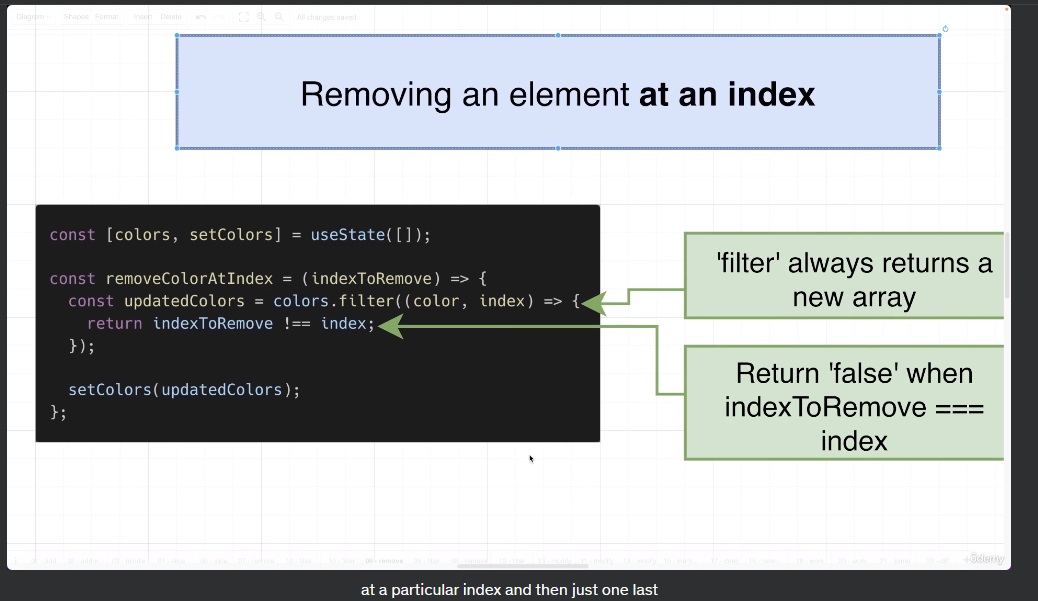 Diagram Shapes Format Insert Delete All changes saved
Removing an element at an index
const [colors, setColors] = useState([]);
const removeColorAtIndex = (indexToRemove) => {
const updatedColors = colors.filter((color, index) => {
return indexToRemove !== index;
});
setColors(updatedColors);
};
'filter' always returns a
new array
Return 'false' when
indexToRemove ===
index
ûdemy
at a particular index and then just one last